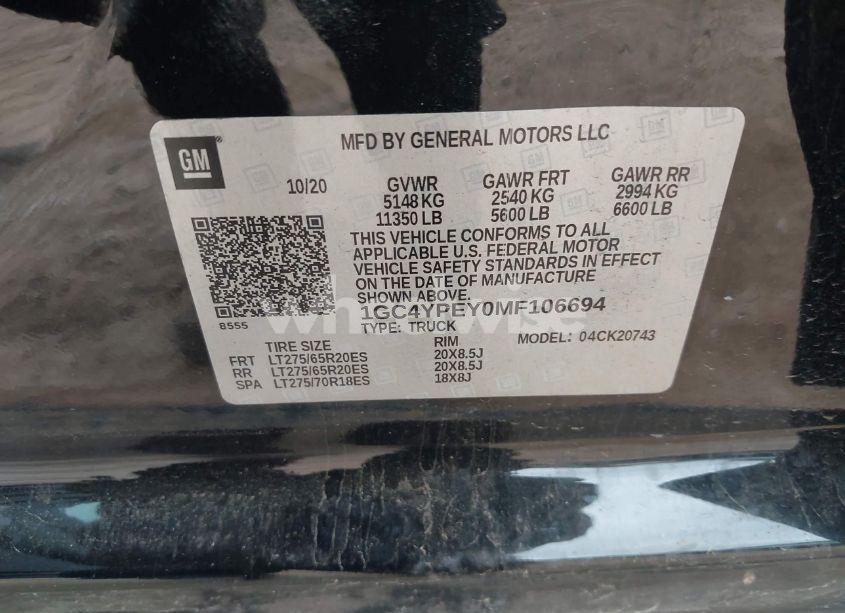 GM
MFD BY GENERAL MOTORS LLC
10/20 GVWR GAWR FRT GAWR RR
5148 KG 2540 KG 2994 KG
11350 LB 5600 LB 6600 LB
THIS VEHICLE CONFORMS TO ALL
APPLICABLE U.S. FEDERAL MOTOR
VEHICLE SAFETY STANDARDS IN EFFECT
ON THE DATE OF MANUFACTURE
SHOWN ABOVE.
1GC4YPEY0MF106694
8555
TYPE: TRUCK MODEL: 04CK20743
TIRE SIZE RIM
FRT LT275/65R20ES 20X8.5J
RR LT275/65R20ES 20X8.5J
SPA LT275/70R18ES 18X8J